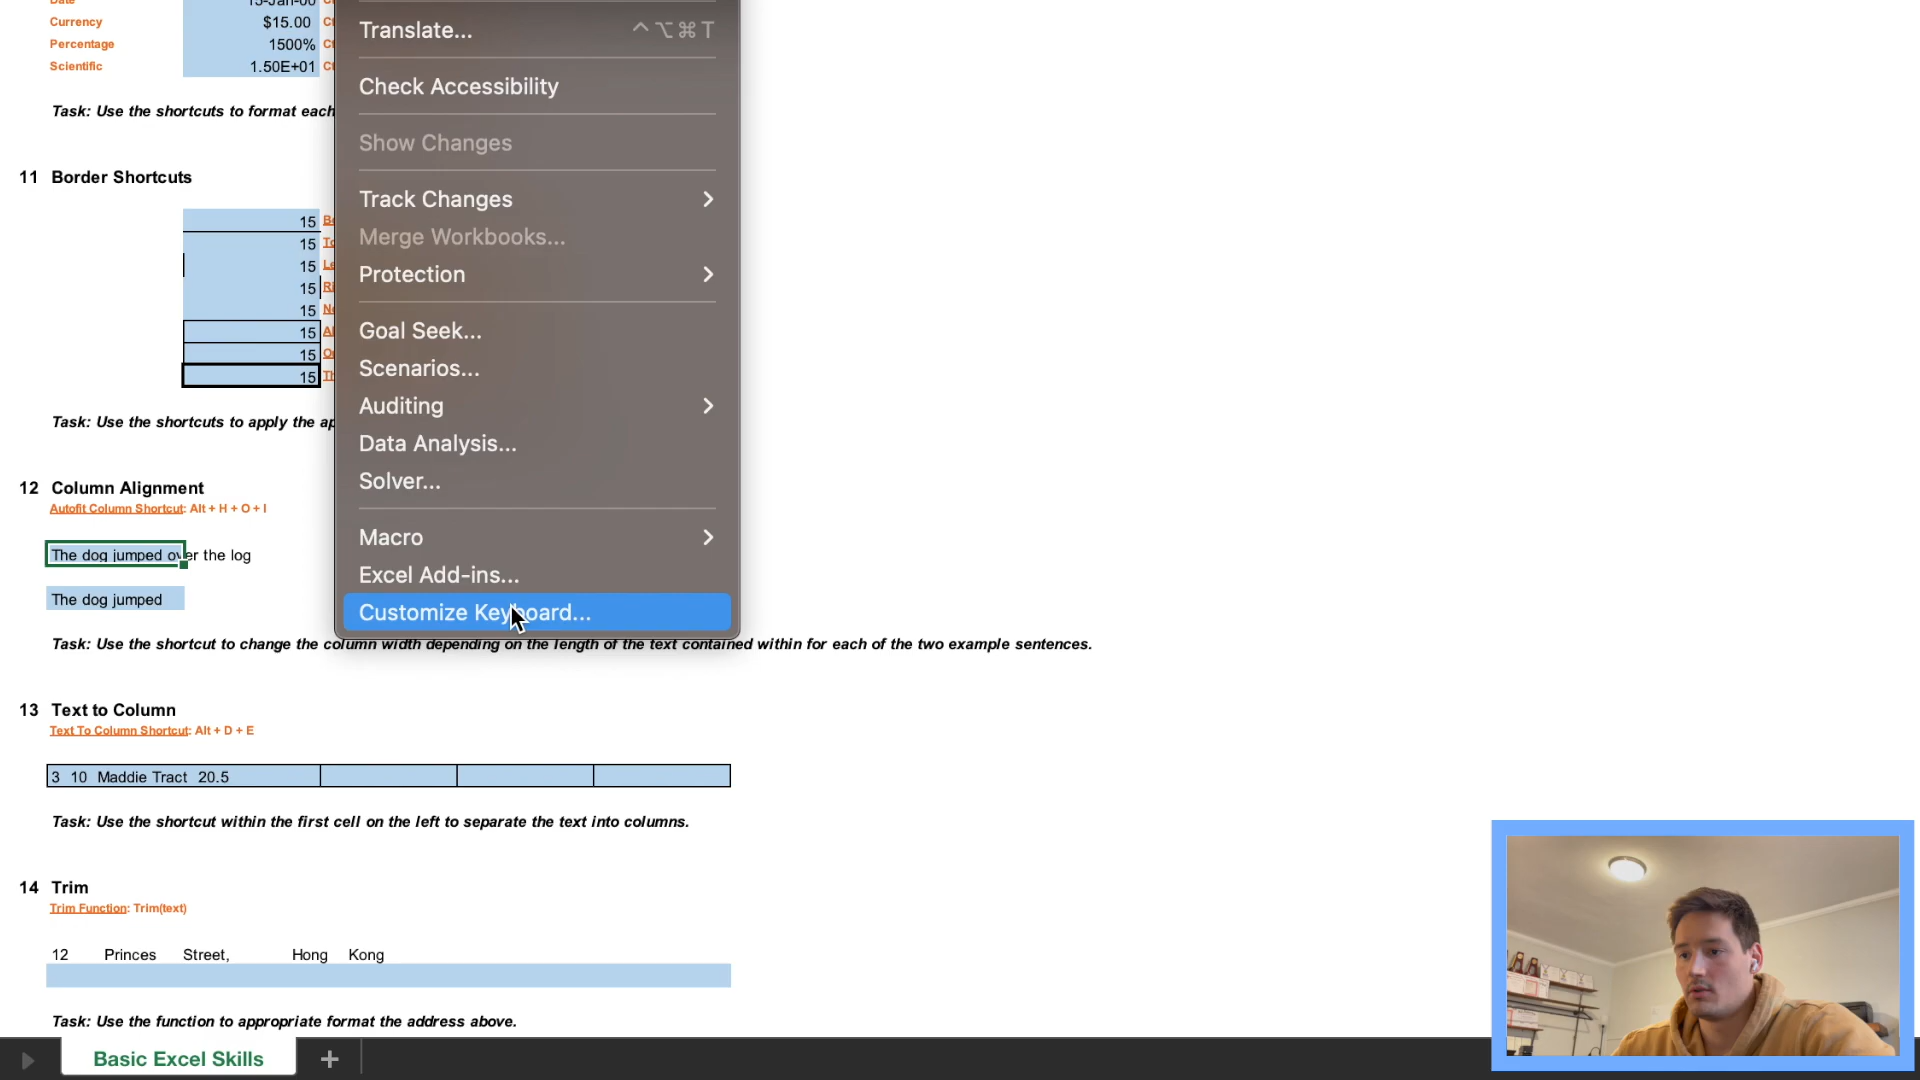 Currency $15.00
Percentage 1500%
Scientific 1.50E+01
Task: Use the shortcuts to format each
11 Border Shortcuts
15
15
15
15
15
15
15
15
Task: Use the shortcuts to apply the
12 Column Alignment
Autofit Column Shortcut: Alt + H + O + I
The dog jumped over the log
The dog jumped
Task: Use the shortcut to change the column width depending on the length of the text contained within for each of the two example sentences.
13 Text to Column
Text To Column Shortcut: Alt + D + E
3 10 Maddie Tract 20.5
Task: Use the shortcut within the first cell on the left to separate the text into columns.
14 Trim
Trim Function: Trim(text)
12 Princes Street, Hong Kong
Task: Use the function to appropriate format the address above.
Basic Excel Skills +
Translate... ⌃⌥⌘T
Check Accessibility
Show Changes
Track Changes
Merge Workbooks...
Protection
Goal Seek...
Scenarios...
Auditing
Data Analysis...
Solver...
Macro
Excel Add-ins...
Customize Keyboard...